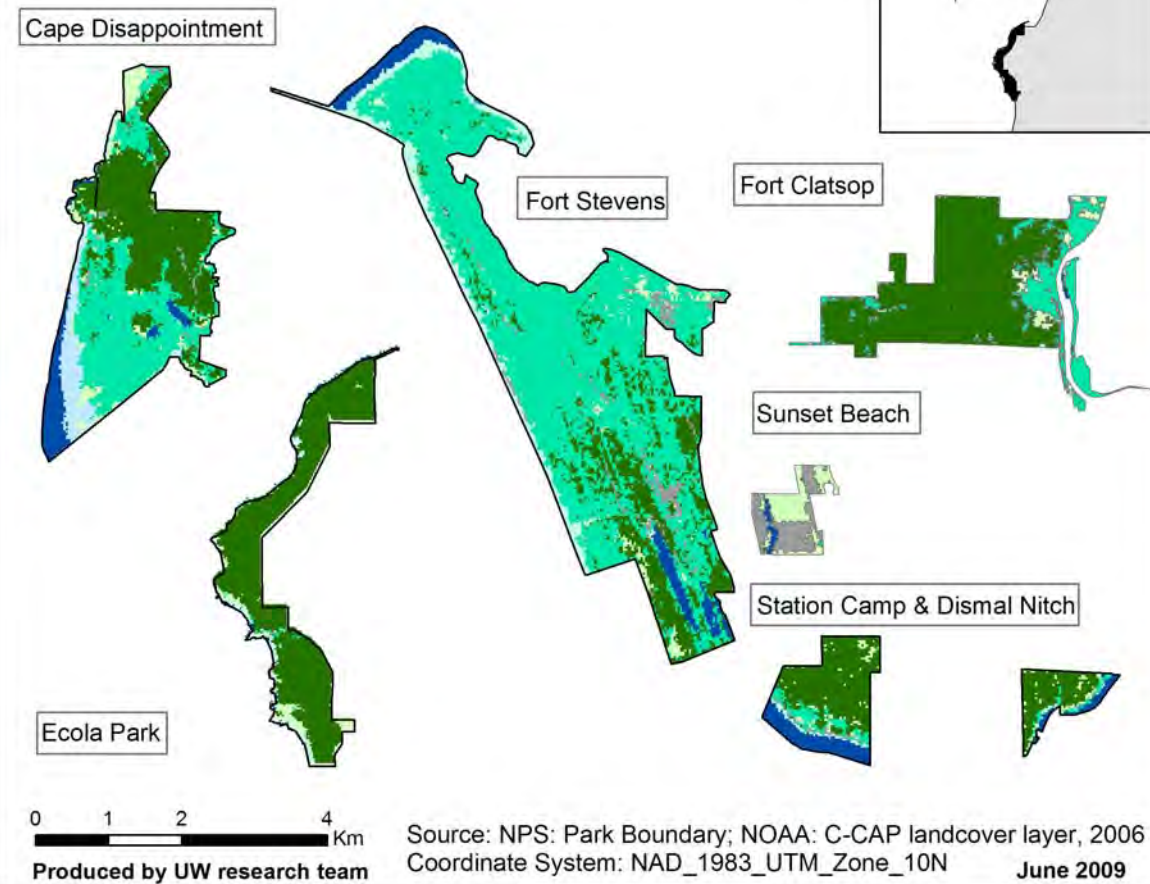 Cape Disappointment
Fort Stevens
Fort Clatsop
Sunset Beach
Station Camp & Dismal Nitch
Ecola Park
0 1 2 4
Km
Produced by UW research team
Source: NPS: Park Boundary; NOAA: C-CAP landcover layer, 2006
Coordinate System: NAD_1983_UTM_Zone_10N
June 2009